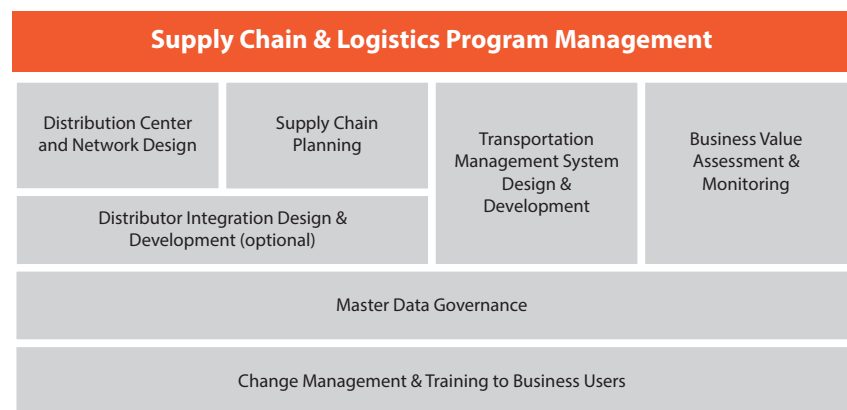 Supply Chain & Logistics Program Management
Distribution Center
and Network Design
Supply Chain
Planning
Transportation
Management System
Design &
Development
Business Value
Assessment &
Monitoring
Distributor Integration Design &
Development (optional)
Master Data Governance
Change Management & Training to Business Users